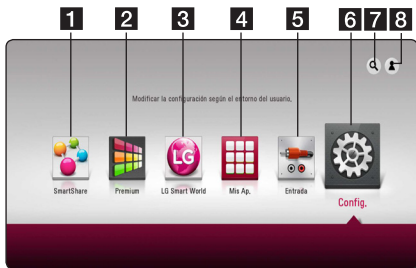 1 2 3 4 5 6 7 8
Modificar la configuración según el entorno del usuario.
LG
SmartShare Premium LG Smart World Mis Ap. Entrada
Config.